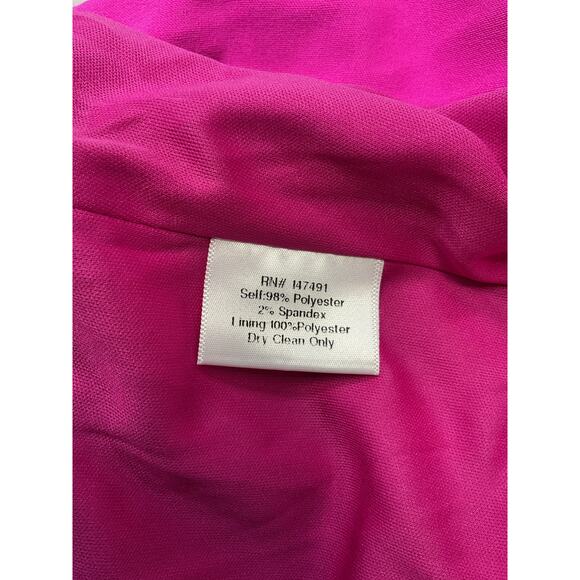 RN# 147491
Self:98% Polyester
2% Spandex
Lining:100%Polyester
Dry Clean Only